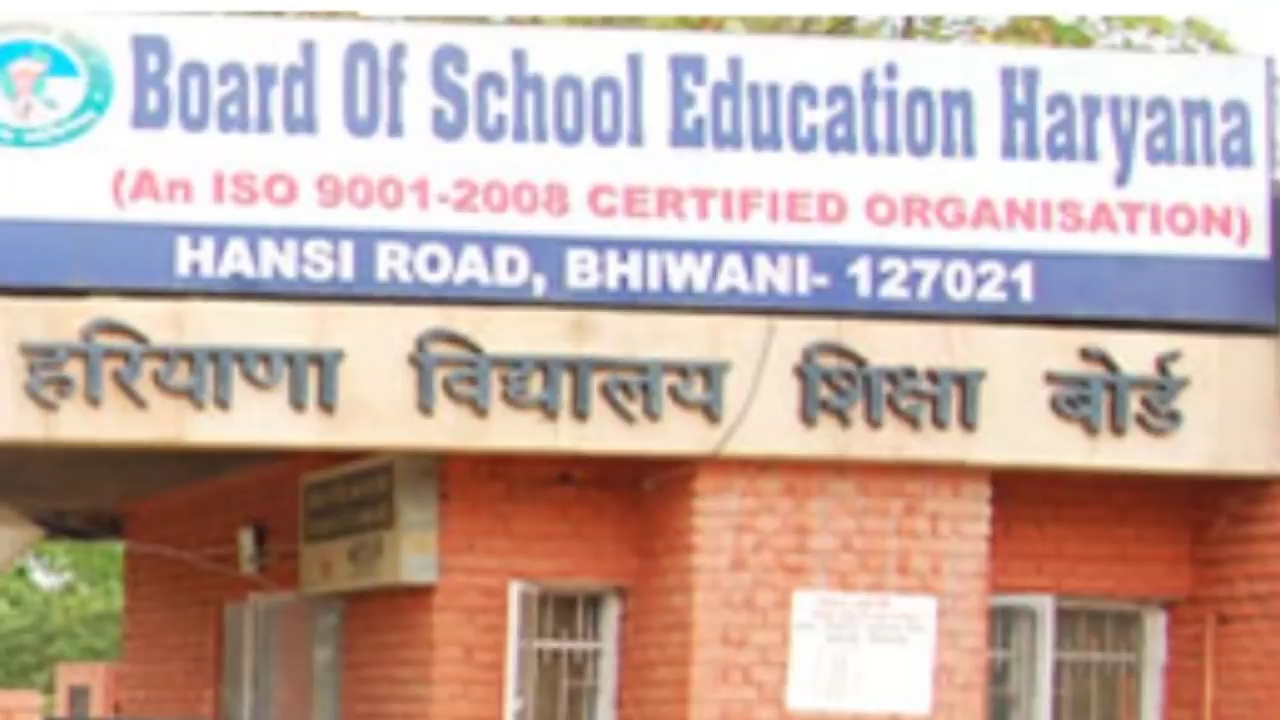 Board Of School Education Haryana
(An ISO 9001-2008 CERTIFIED ORGANISATION)
HANSI ROAD, BHIWANI- 127021
हरियाणा विद्यालय शिक्षा बोर्ड